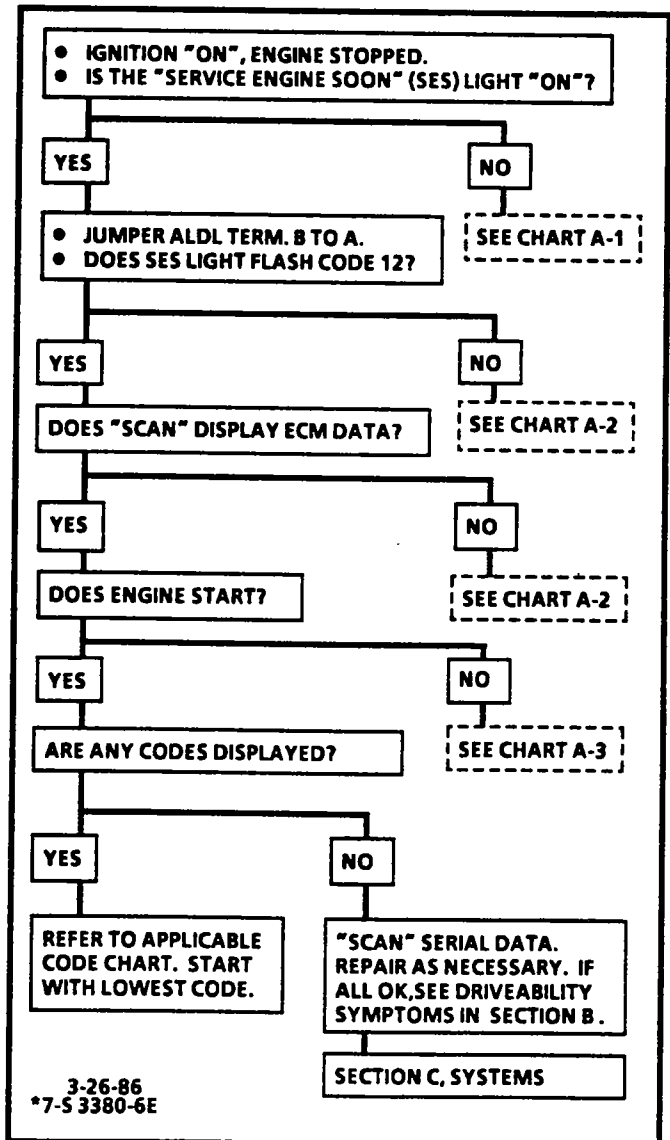 ● IGNITION "ON", ENGINE STOPPED.
● IS THE "SERVICE ENGINE SOON" (SES) LIGHT "ON"?
YES
NO
● JUMPER ALDL TERM. B TO A.
● DOES SES LIGHT FLASH CODE 12?
SEE CHART A-1
YES
NO
DOES "SCAN" DISPLAY ECM DATA?
SEE CHART A-2
YES
NO
DOES ENGINE START?
SEE CHART A-2
YES
NO
ARE ANY CODES DISPLAYED?
SEE CHART A-3
YES
NO
REFER TO APPLICABLE
CODE CHART. START
WITH LOWEST CODE.
"SCAN" SERIAL DATA.
REPAIR AS NECESSARY. IF
ALL OK,SEE DRIVEABILITY
SYMPTOMS IN SECTION B.
SECTION C, SYSTEMS
3-26-86
*7-S 3380-6E